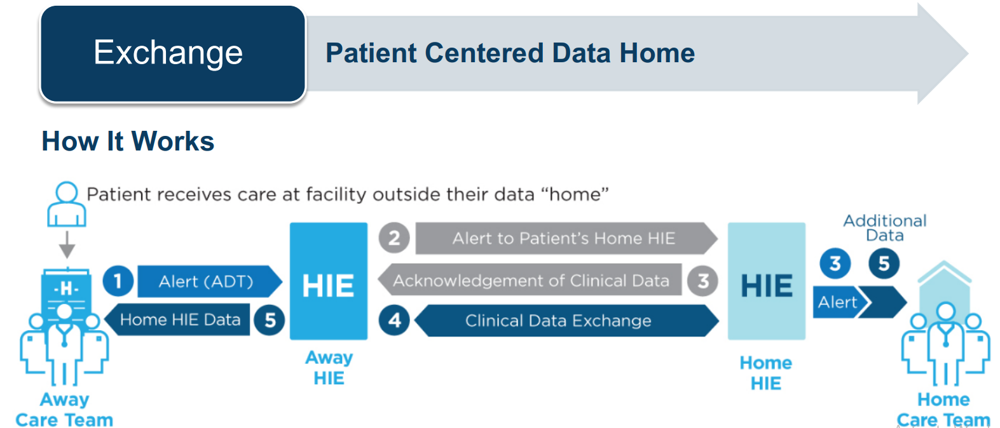 Exchange
Patient Centered Data Home
How It Works
Patient receives care at facility outside their data “home”
-H-
1
Alert (ADT)
Home HIE Data
5
HIE
Away
HIE
2
Alert to Patient’s Home HIE
Acknowledgement of Clinical Data
3
4
Clinical Data Exchange
HIE
Home
HIE
Additional
Data
3
5
Alert
Away
Care Team
Home
Care Team